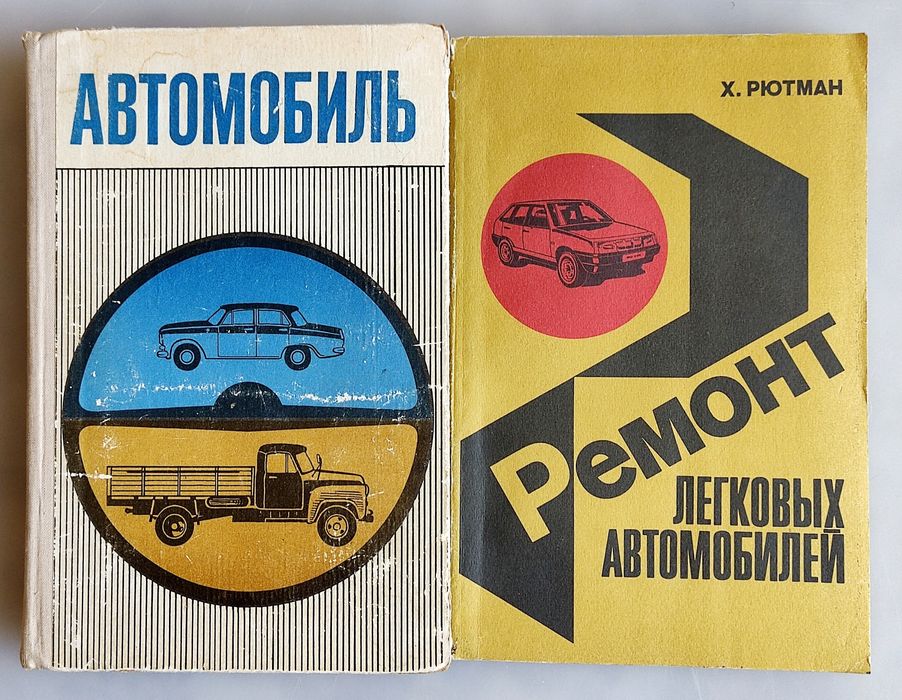 АВТОМОБИЛЬ
Х. РЮТМАН
Ремонт
ЛЕГКОВЫХ
АВТОМОБИЛЕЙ